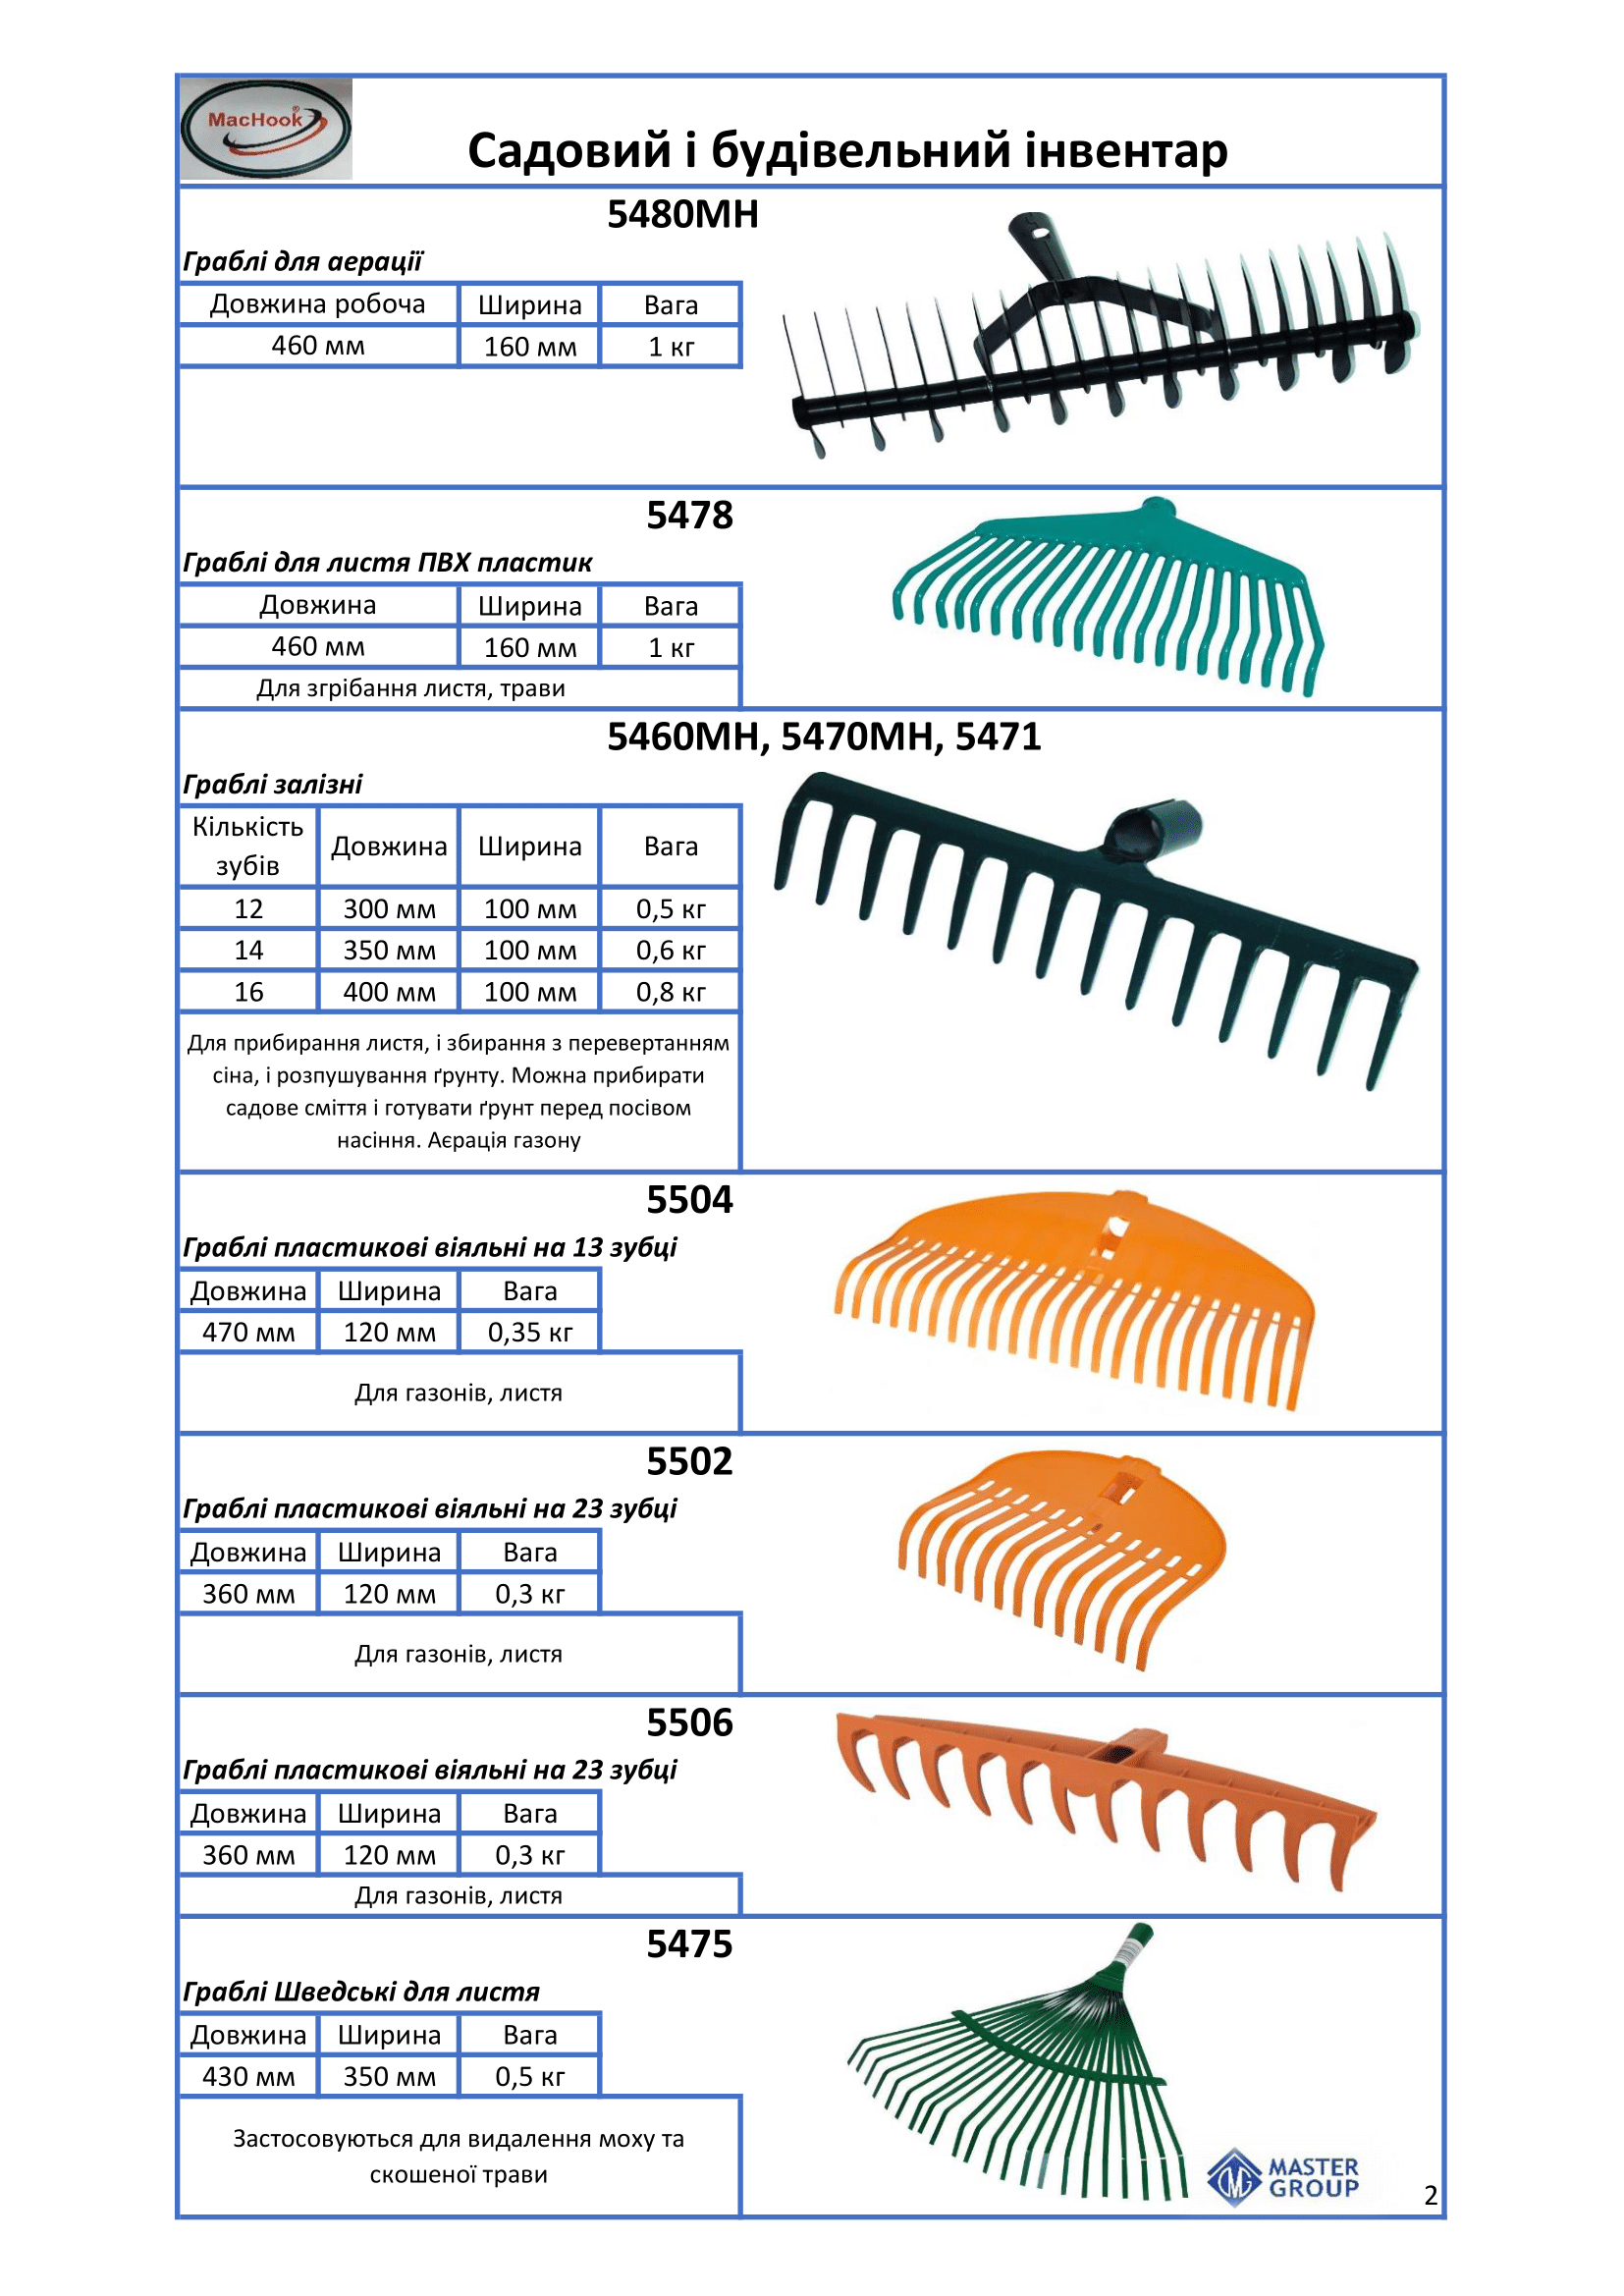 MacHook®
Садовий і будівельний інвентар
5480МН
Граблі для аерації
Довжина робоча Ширина Вага
460 мм 160 мм 1 кг
5478
Граблі для листя ПВХ пластик
Довжина Ширина Вага
460 мм 160 мм 1 кг
Для згрібання листя, трави
5460МН, 5470МН, 5471
Граблі залізні
Кількість
зубів
Довжина Ширина Вага
12 300 мм 100 мм 0,5 кг
14 350 мм 100 мм 0,6 кг
16 400 мм 100 мм 0,8 кг
Для прибирання листя, і збирання з перевертанням
сіна, і розпушування ґрунту. Можна прибирати
садове сміття і готувати ґрунт перед посівом
насіння. Аєрація газону
5504
Граблі пластикові віяльні на 13 зубці
Довжина Ширина Вага
470 мм 120 мм 0,35 кг
Для газонів, листя
5502
Граблі пластикові віяльні на 23 зубці
Довжина Ширина Вага
360 мм 120 мм 0,3 кг
Для газонів, листя
5506
Граблі пластикові віяльні на 23 зубці
Довжина Ширина Вага
360 мм 120 мм 0,3 кг
Для газонів, листя
5475
Граблі Шведські для листя
Довжина Ширина Вага
430 мм 350 мм 0,5 кг
Застосовуються для видалення моху та
скошеної трави
MASTER
GROUP
2